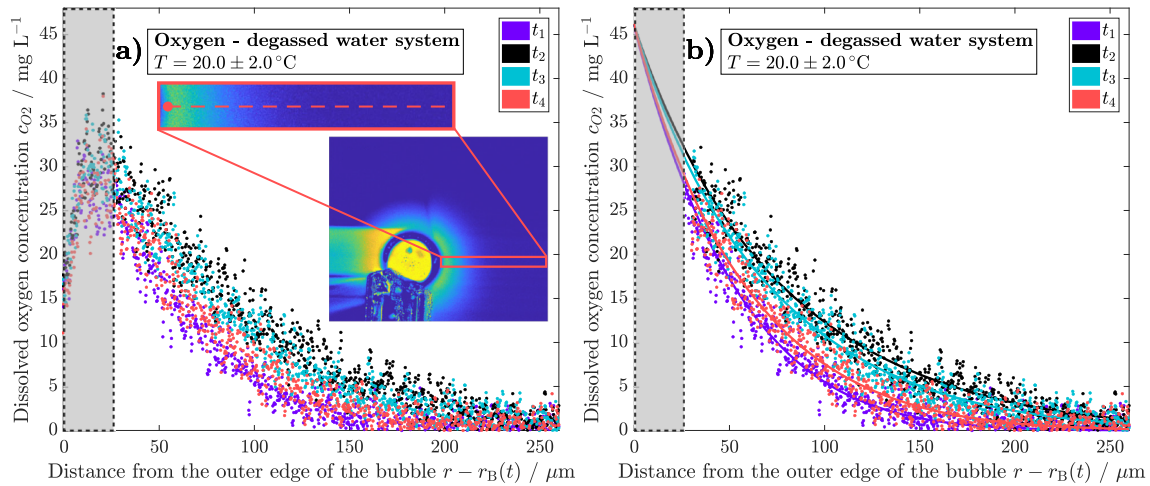 a)
Oxygen - degassed water system
T = 20.0 ± 2.0 °C
t₁
t₂
t₃
t₄
Dissolved oxygen concentration c_O2 / mg L⁻¹
45
40
35
30
25
20
15
10
5
0
0 50 100 150 200 250
Distance from the outer edge of the bubble r − r_B(t) / μm
b)
Oxygen - degassed water system
T = 20.0 ± 2.0 °C
t₁
t₂
t₃
t₄
Dissolved oxygen concentration c_O2 / mg L⁻¹
45
40
35
30
25
20
15
10
5
0
0 50 100 150 200 250
Distance from the outer edge of the bubble r − r_B(t) / μm